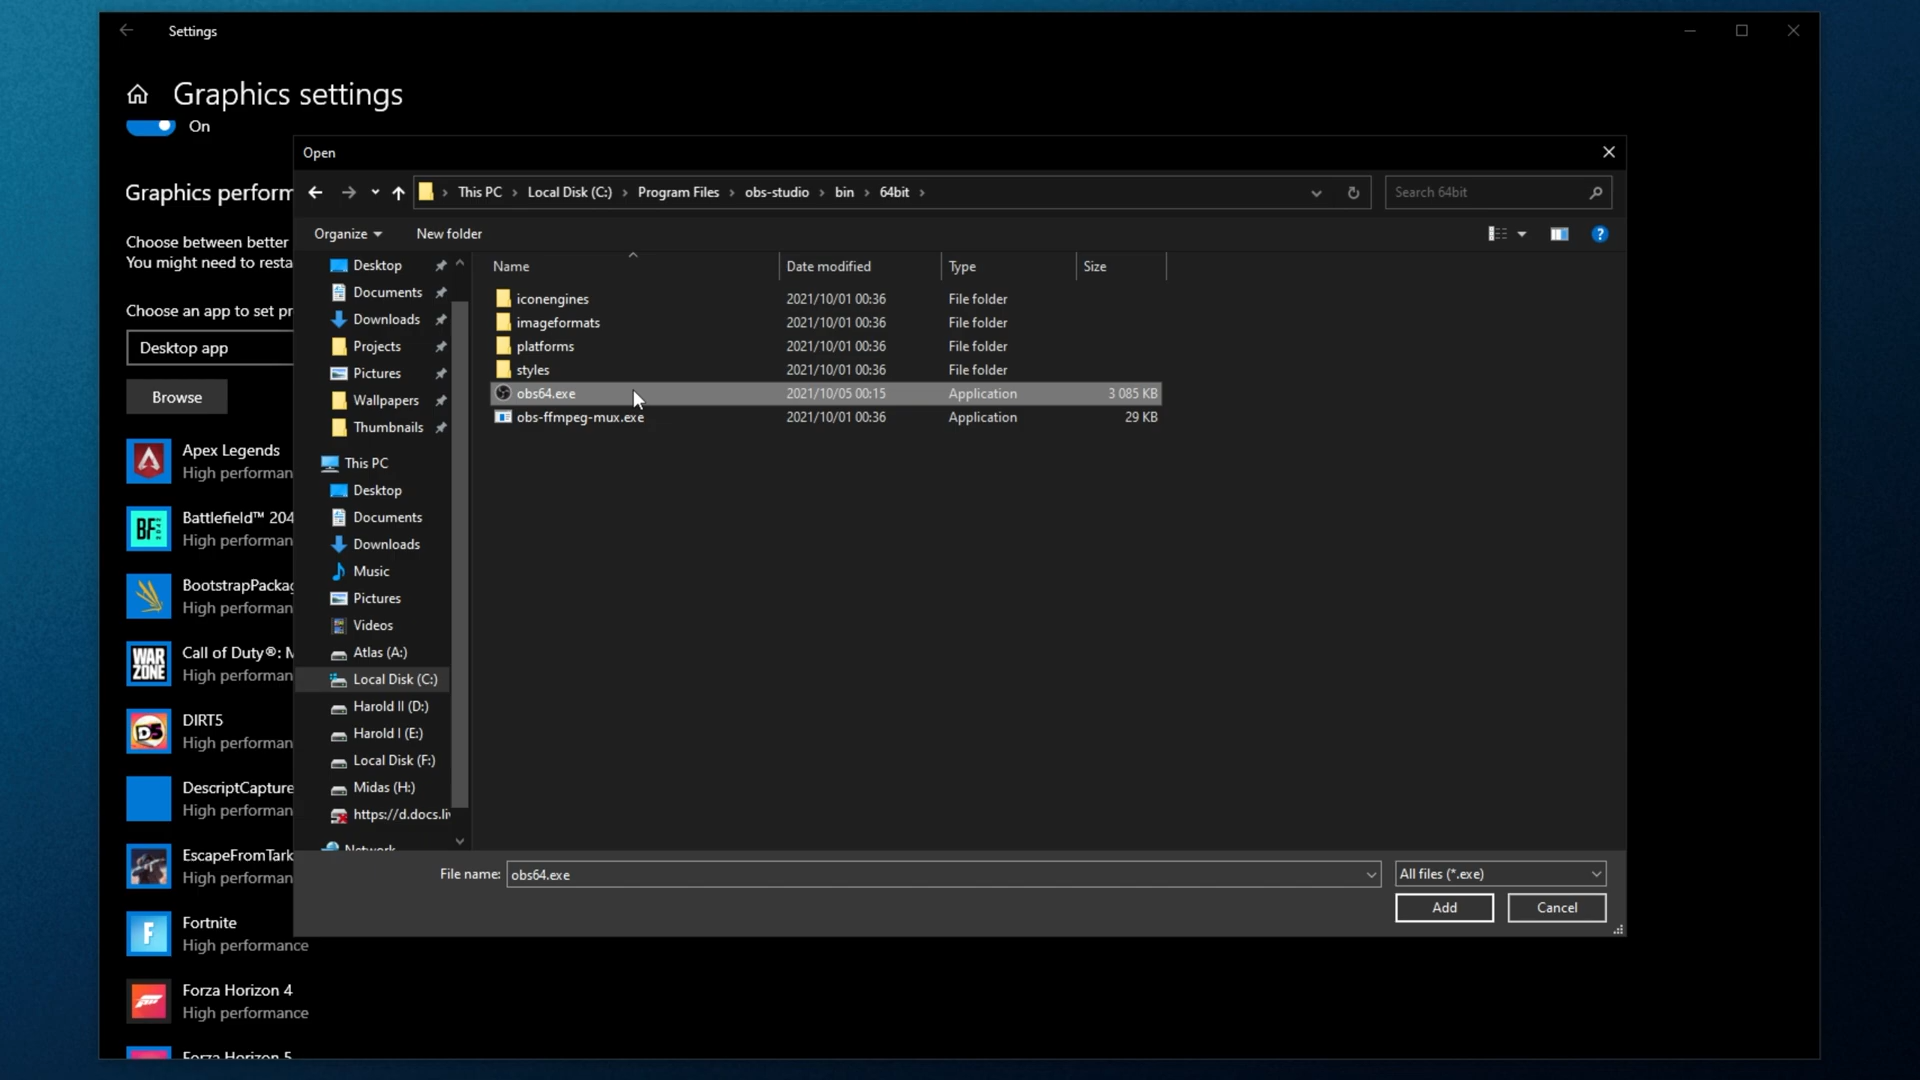 Settings
Graphics settings
On
Open
Graphics perform
This PC
Local Disk (C:)
Program Files
obs-studio
bin
64bit
Search 64bit
Choose between better
You might need to resta
Organize
New folder
Choose an app to set pr
Desktop app
Browse
Apex Legends
High performan
Battlefield™ 204
High performan
BootstrapPackag
High performan
Call of Duty®: M
High performan
DIRT5
High performan
DescriptCapture
High performan
EscapeFromTark
High performan
Fortnite
High performance
Forza Horizon 4
High performance
Forza Horizon 5
BF
WAR
ZONE
D5
F
Desktop
Documents
Downloads
Projects
Pictures
Wallpapers
Thumbnails
This PC
Desktop
Documents
Downloads
Music
Pictures
Videos
Atlas (A:)
Local Disk (C:)
Harold II (D:)
Harold I (E:)
Local Disk (F:)
Midas (H:)
https://d.docs.liv
Network
Name Date modified Type Size
iconengines 2021/10/01 00:36 File folder
imageformats 2021/10/01 00:36 File folder
platforms 2021/10/01 00:36 File folder
styles 2021/10/01 00:36 File folder
obs64.exe 2021/10/05 00:15 Application 3 085 KB
obs-ffmpeg-mux.exe 2021/10/01 00:36 Application 29 KB
File name: obs64.exe
All files (*.exe)
Add
Cancel